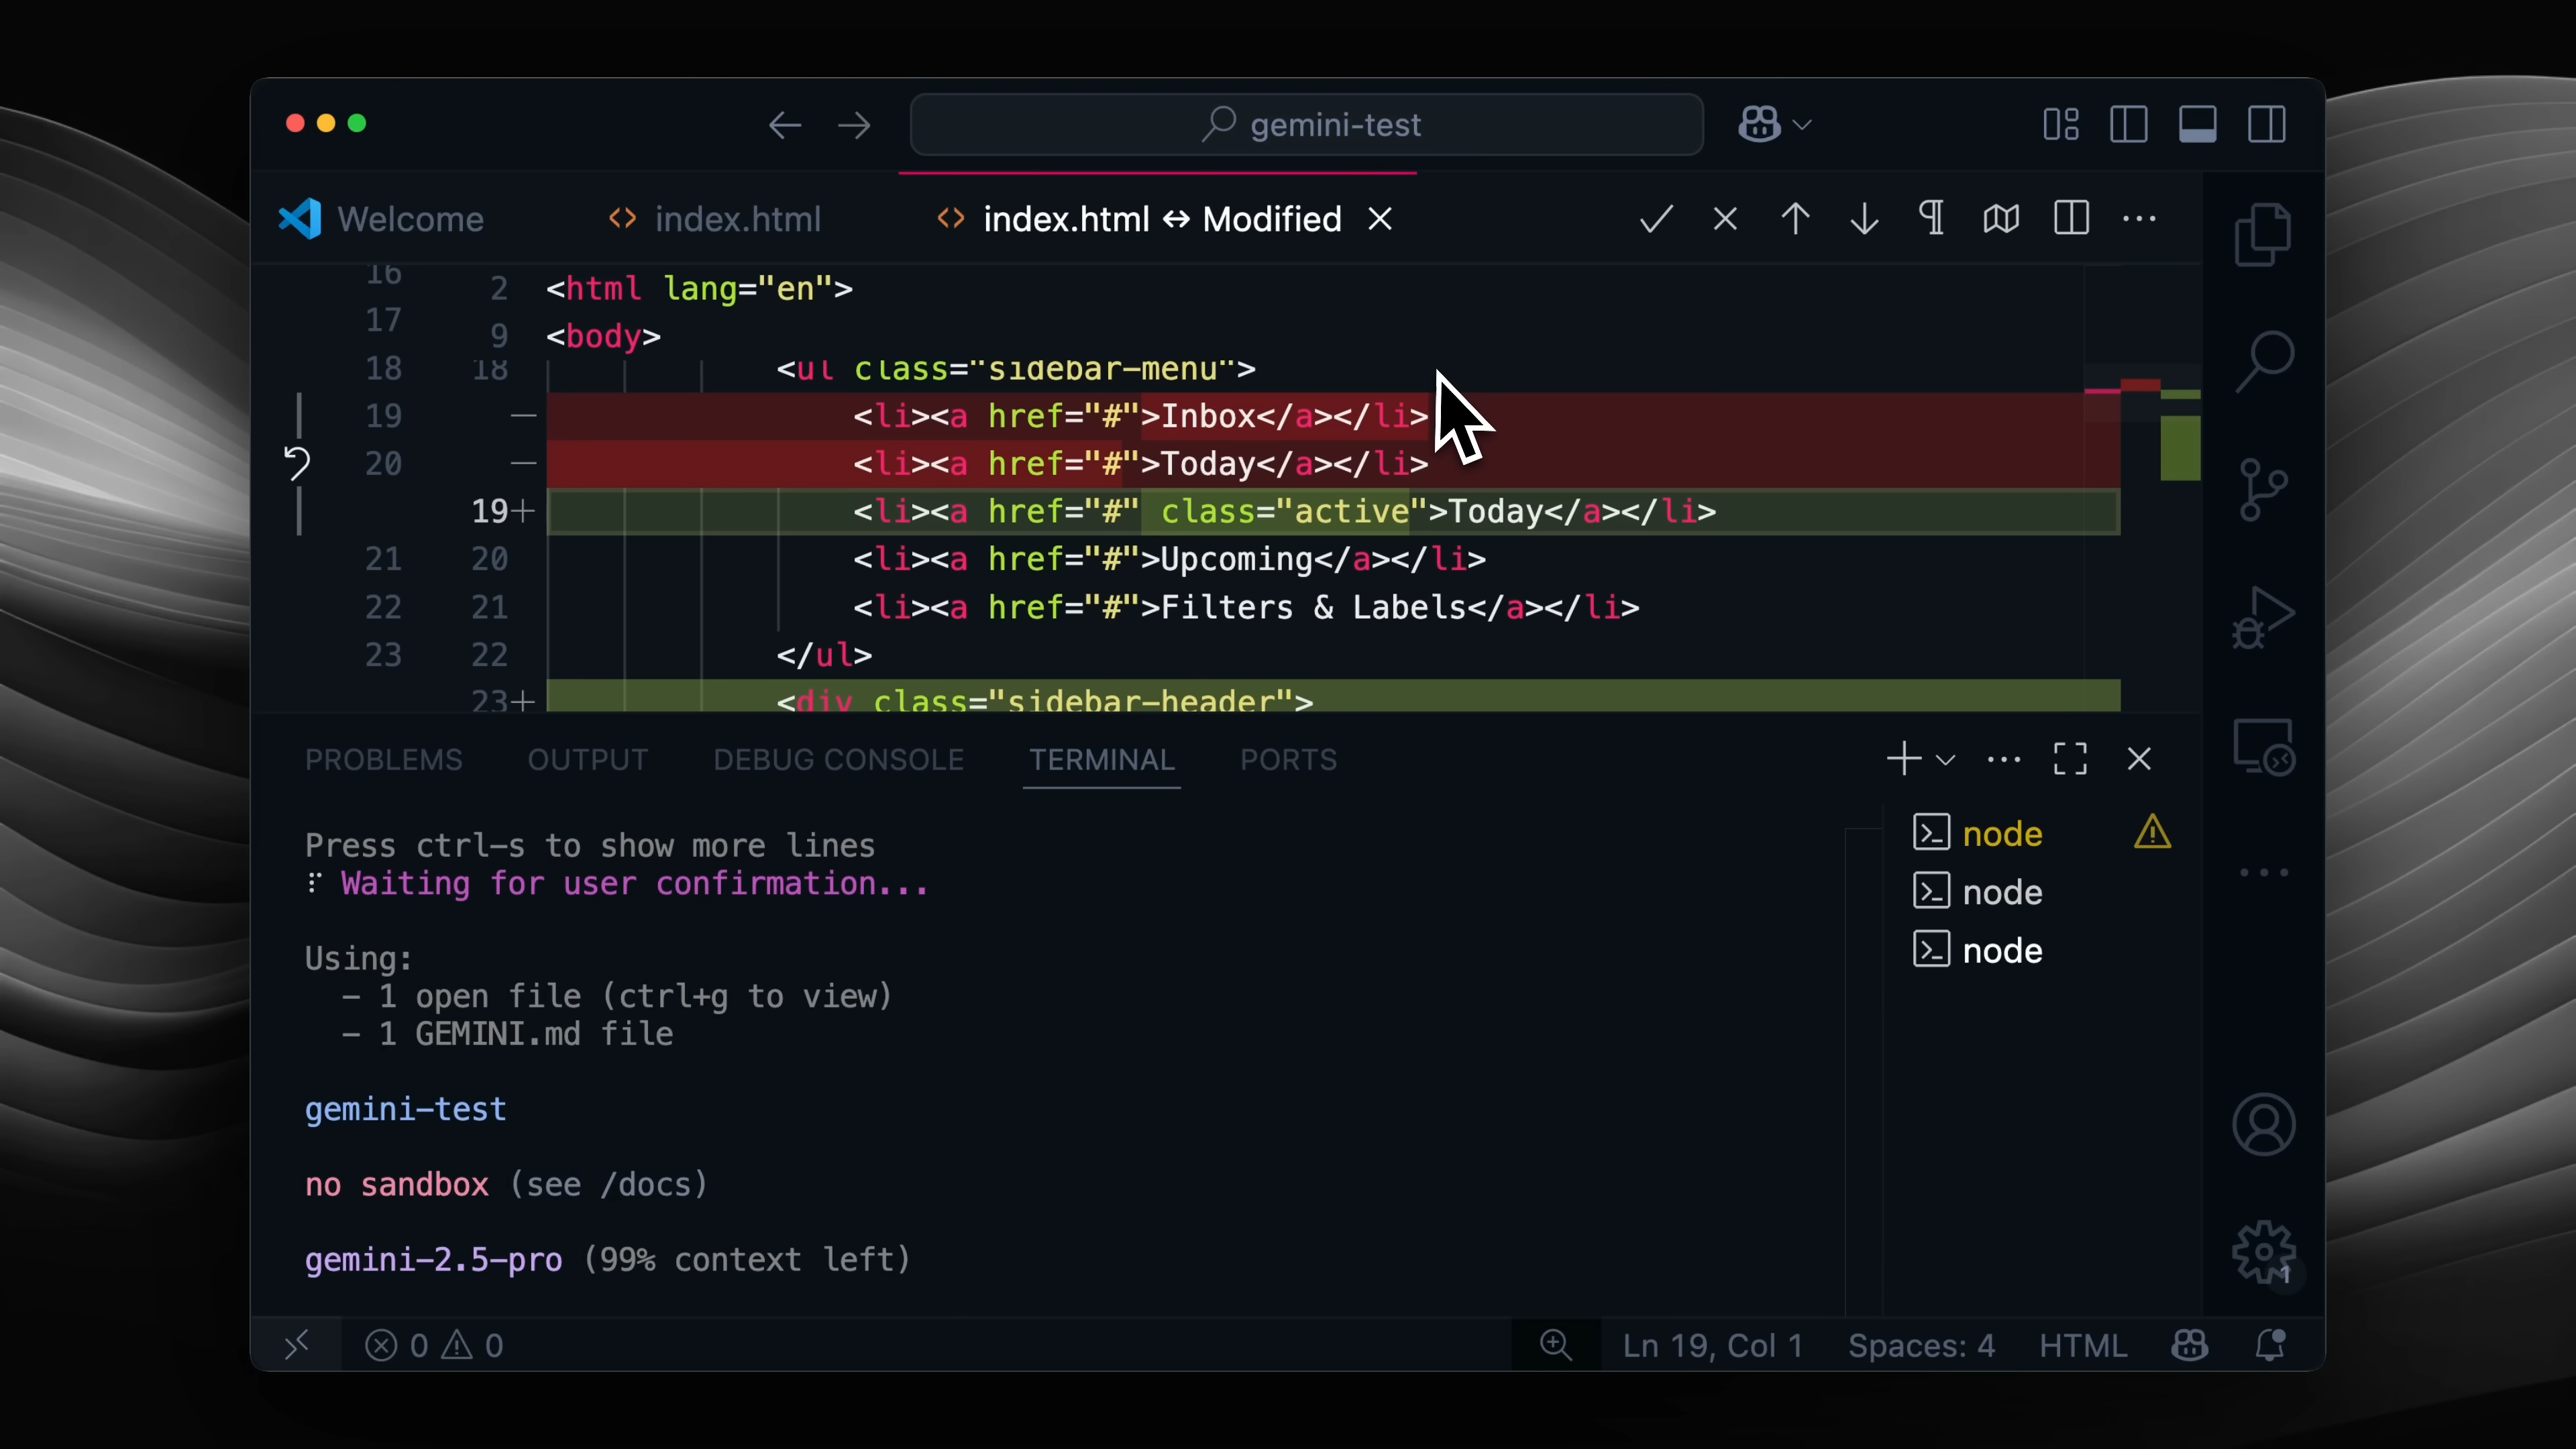 gemini-test
Welcome
index.html
index.html ↔ Modified
16
2 <html lang="en">
17
9 <body>
18 18 <ul class="sidebar-menu">
19 — <li><a href="#">Inbox</a></li>
20 — <li><a href="#">Today</a></li>
19+ <li><a href="#" class="active">Today</a></li>
21 20 <li><a href="#">Upcoming</a></li>
22 21 <li><a href="#">Filters & Labels</a></li>
23 22 </ul>
23+ <div class="sidebar-header">
PROBLEMS OUTPUT DEBUG CONSOLE TERMINAL PORTS
Press ctrl-s to show more lines
⠏ Waiting for user confirmation...
Using:
- 1 open file (ctrl+g to view)
- 1 GEMINI.md file
gemini-test
no sandbox (see /docs)
gemini-2.5-pro (99% context left)
node
node
node
1
0 0
Ln 19, Col 1 Spaces: 4 HTML